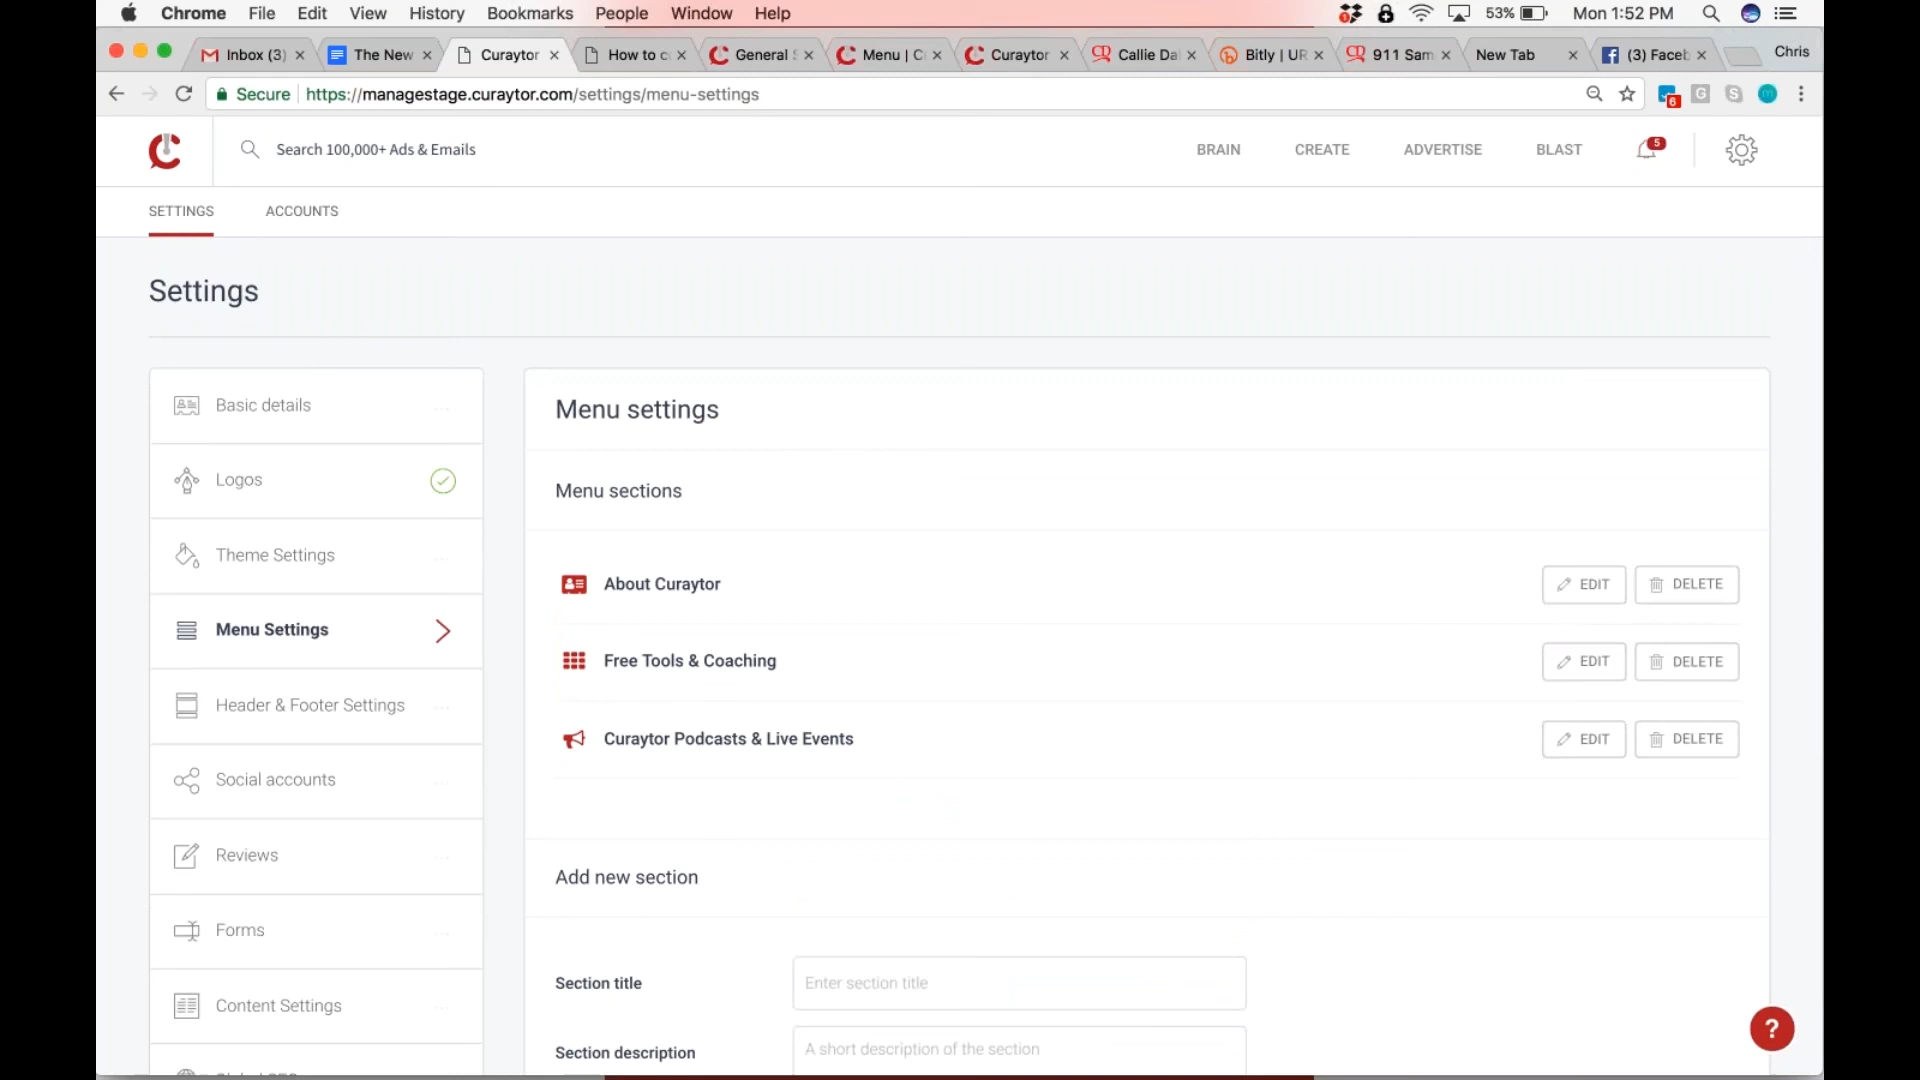 Chrome File Edit View History Bookmarks People Window Help 53% Mon 1:52 PM
Inbox (3) The New Curaytor How to c General S Menu | C Curaytor Callie Da Bitly | UR 911 Sam New Tab (3) Faceb Chris
Secure https://managestage.curaytor.com/settings/menu-settings 6
Search 100,000+ Ads & Emails BRAIN CREATE ADVERTISE BLAST 5
SETTINGS ACCOUNTS
Settings
Basic details
Logos
Theme Settings
Menu Settings
Header & Footer Settings
Social accounts
Reviews
Forms
Content Settings
Menu settings
Menu sections
About Curaytor EDIT DELETE
Free Tools & Coaching EDIT DELETE
Curaytor Podcasts & Live Events EDIT DELETE
Add new section
Section title Enter section title
Section description A short description of the section
?